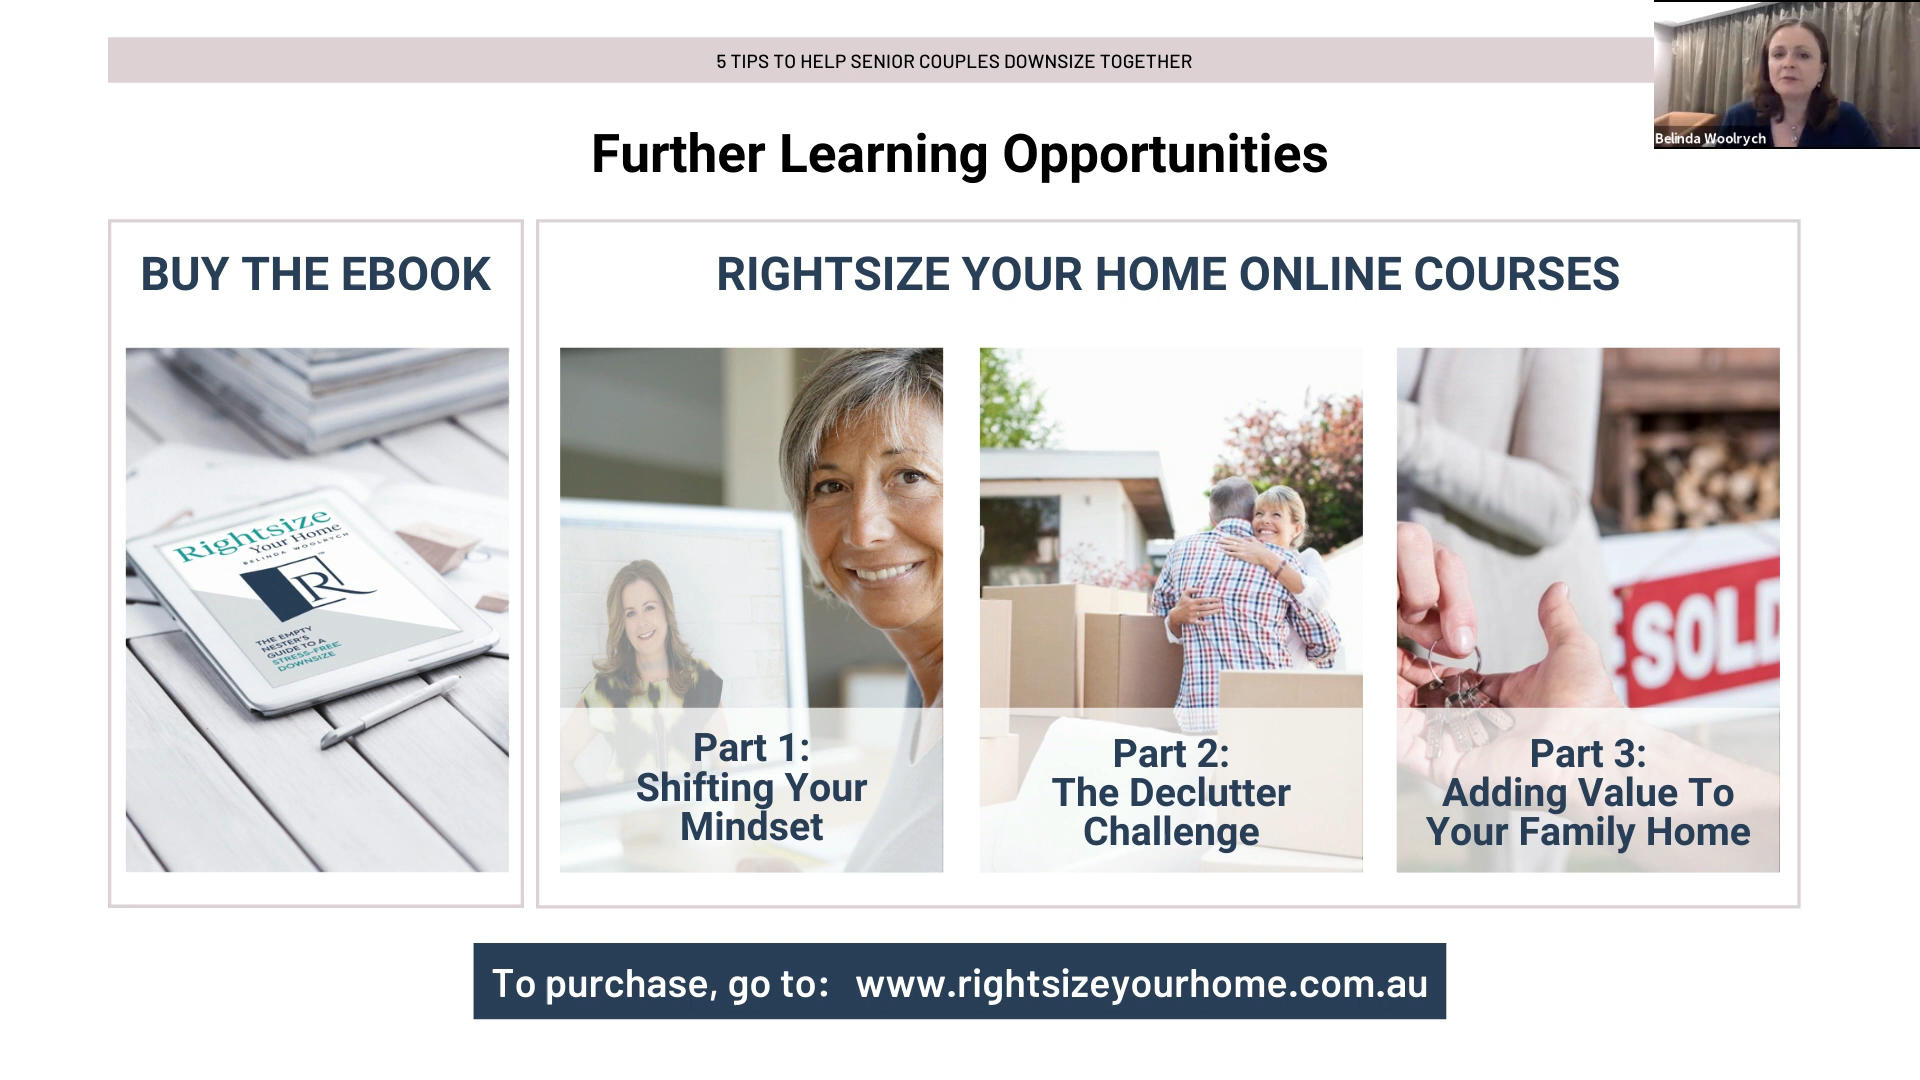 5 TIPS TO HELP SENIOR COUPLES DOWNSIZE TOGETHER
Belinda Woolrych
Further Learning Opportunities
BUY THE EBOOK
Rightsize
Your Home
BELINDA WOOLRYCH
R
TM
THE EMPTY
NESTER'S
GUIDE TO A
STRESS-FREE
DOWNSIZE
RIGHTSIZE YOUR HOME ONLINE COURSES
Part 1:
Shifting Your
Mindset
Part 2:
The Declutter
Challenge
SOLD
Part 3:
Adding Value To
Your Family Home
To purchase, go to: www.rightsizeyourhome.com.au